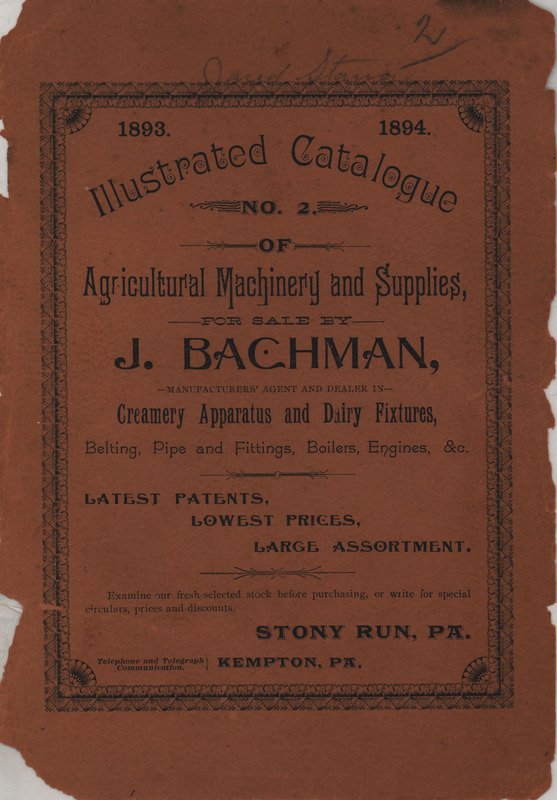 2
1893. 1894.
Illustrated Catalogue
NO. 2.
OF
Agricultural Machinery and Supplies,
FOR SALE BY
J. BACHMAN,
—MANUFACTURERS' AGENT AND DEALER IN—
Creamery Apparatus and Dairy Fixtures,
Belting, Pipe and Fittings, Boilers, Engines, &c.
LATEST PATENTS,
LOWEST PRICES,
LARGE ASSORTMENT.
Examine our fresh-selected stock before purchasing, or write for special
circulars, prices and discounts.
STONY RUN, PA.
Telephone and Telegraph
Communication. } KEMPTON, PA.